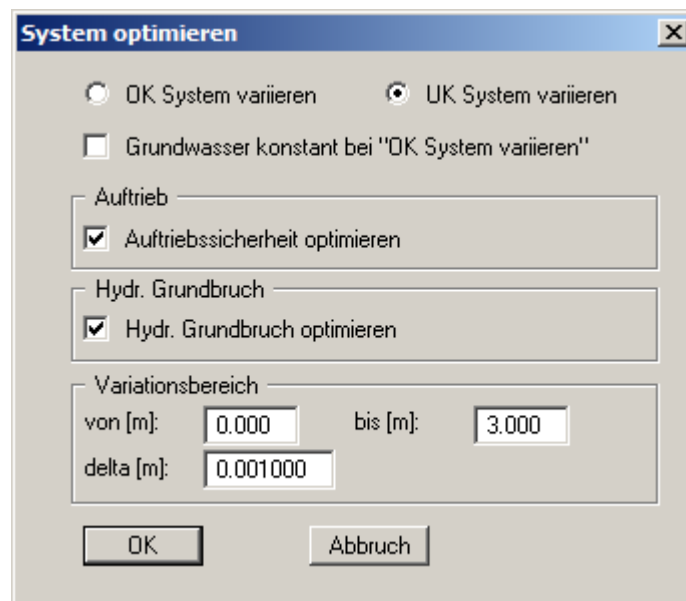 System optimieren
OK System variieren UK System variieren
Grundwasser konstant bei "OK System variieren"
Auftrieb
Auftriebssicherheit optimieren
Hydr. Grundbruch
Hydr. Grundbruch optimieren
Variationsbereich
von [m]: 0.000 bis [m]: 3.000
delta [m]: 0.001000
OK Abbruch